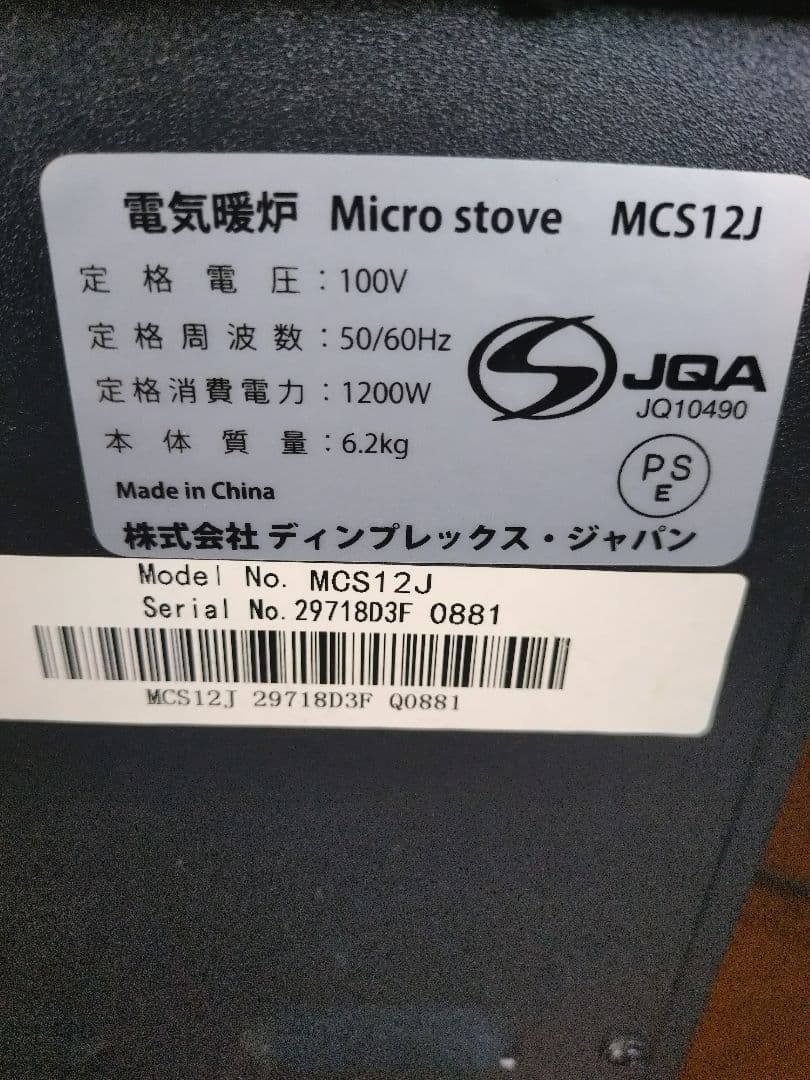 電気暖炉 Micro stove MCS12J
定格電圧：100V
定格周波数：50/60Hz
定格消費電力：1200W
本体質量：6.2kg
JQA
JQ10490
PS
E
Made in China
株式会社 ディンプレックス・ジャパン
Model No. MCS12J
Serial No. 29718D3F 0881
MCS12J 29718D3F Q0881